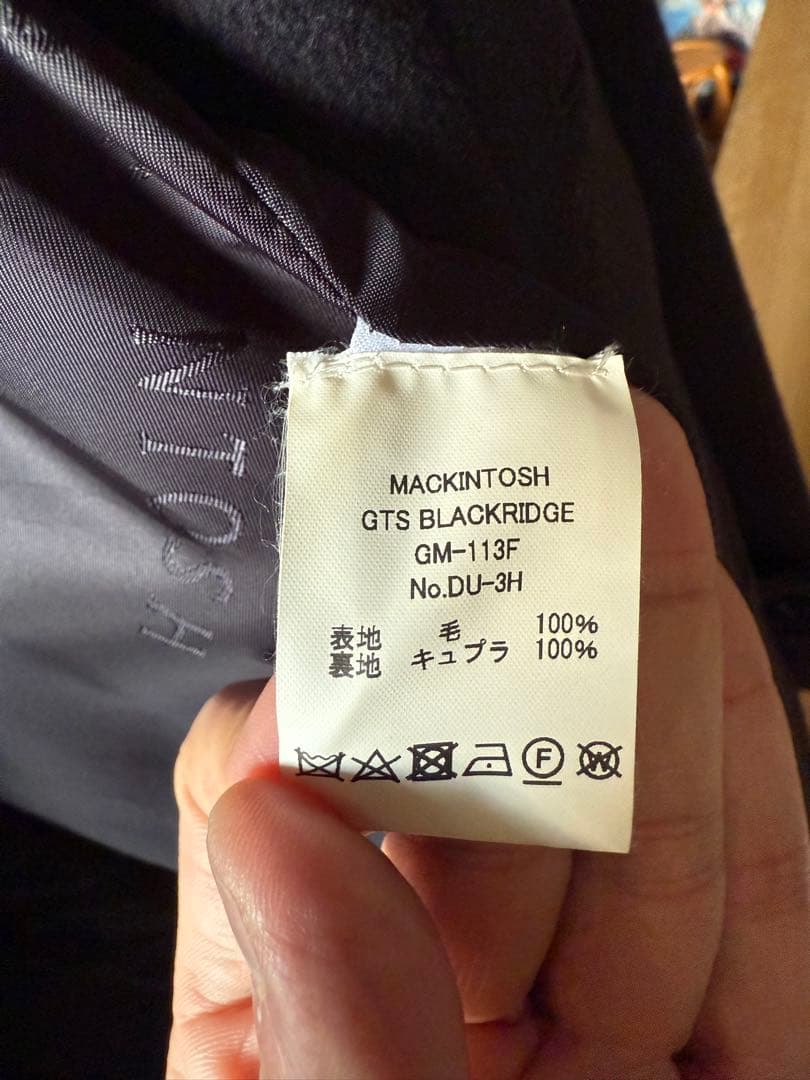 NTOSH
MACKINTOSH
GTS BLACKRIDGE
GM-113F
No.DU-3H
表地 毛 100%
裏地 キュプラ 100%
F
W